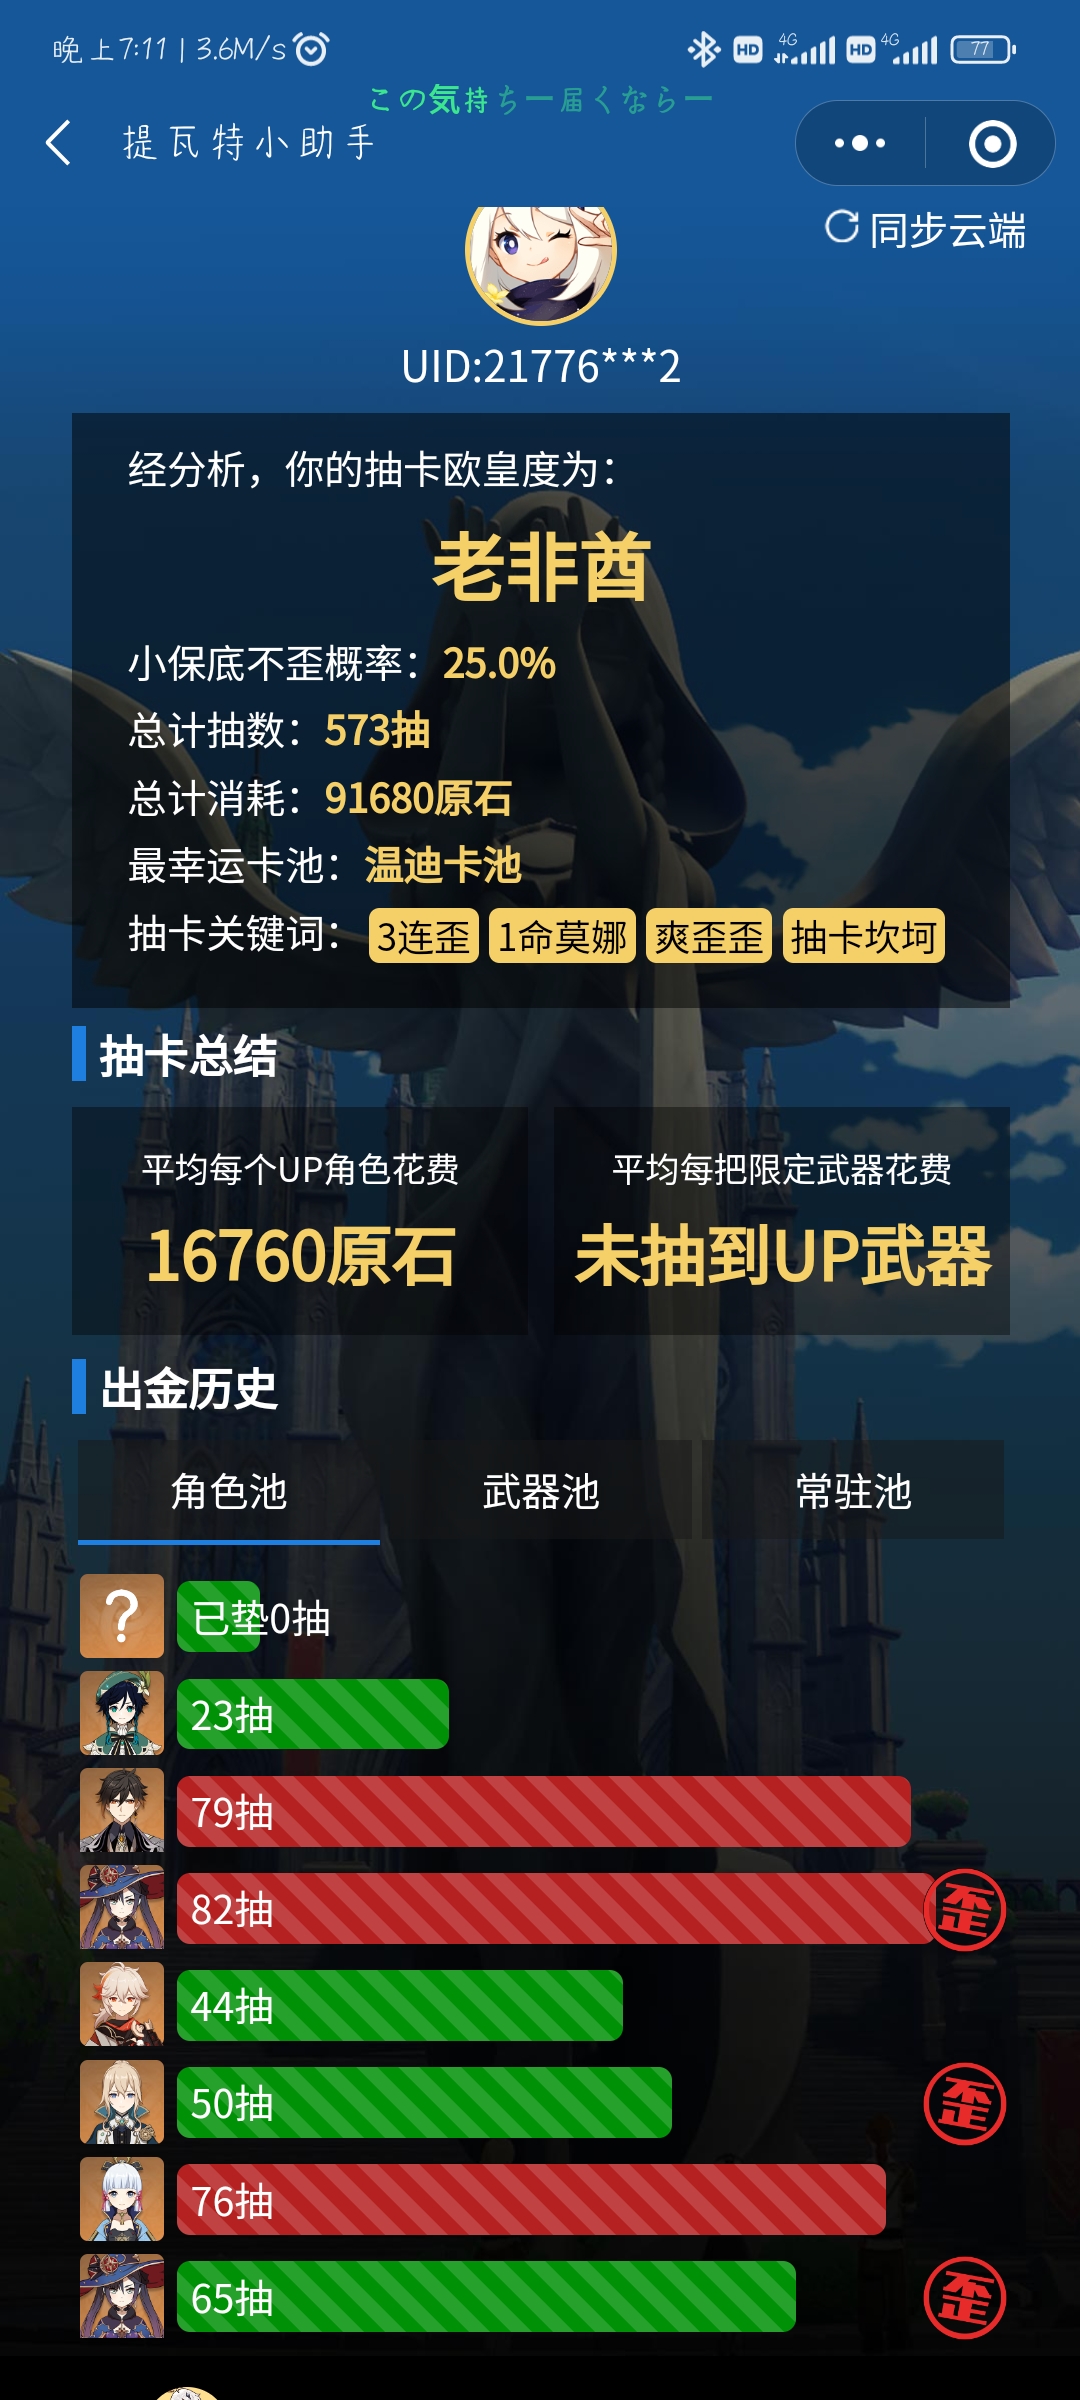 晚上7:11 | 3.6M/s
HD 4G HD 4G 77
この気持ちー届くならー
提瓦特小助手
同步云端
UID:21776***2
经分析，你的抽卡欧皇度为：
老非酋
小保底不歪概率：25.0%
总计抽数：573抽
总计消耗：91680原石
最幸运卡池：温迪卡池
抽卡关键词：3连歪 1命莫娜 爽歪歪 抽卡坎坷
抽卡总结
平均每个UP角色花费
16760原石
平均每把限定武器花费
未抽到UP武器
出金历史
角色池 武器池 常驻池
?
已垫0抽
23抽
79抽
82抽 歪
44抽
50抽 歪
76抽
65抽 歪